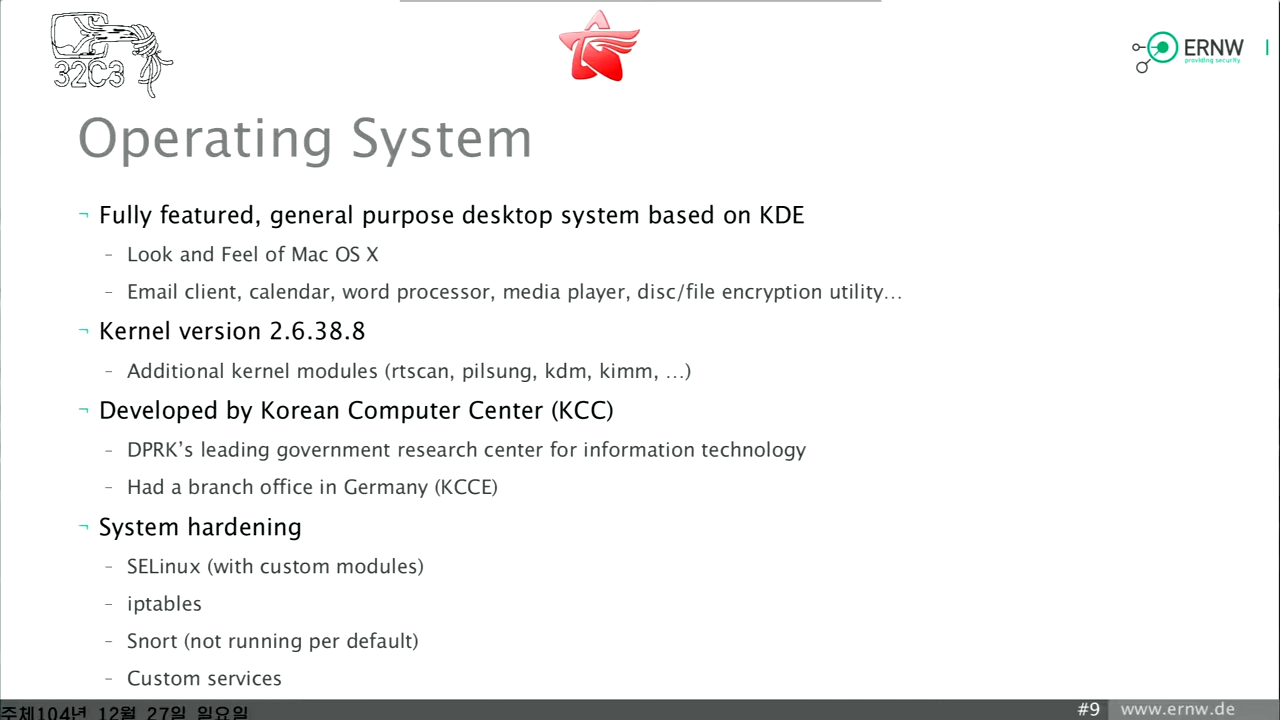 32C3
ERNW
providing security.
Operating System
¬ Fully featured, general purpose desktop system based on KDE
– Look and Feel of Mac OS X
– Email client, calendar, word processor, media player, disc/file encryption utility…
¬ Kernel version 2.6.38.8
– Additional kernel modules (rtscan, pilsung, kdm, kimm, …)
¬ Developed by Korean Computer Center (KCC)
– DPRK’s leading government research center for information technology
– Had a branch office in Germany (KCCE)
¬ System hardening
– SELinux (with custom modules)
– iptables
– Snort (not running per default)
– Custom services
주체104년 12월 27일 일요일
#9 www.ernw.de